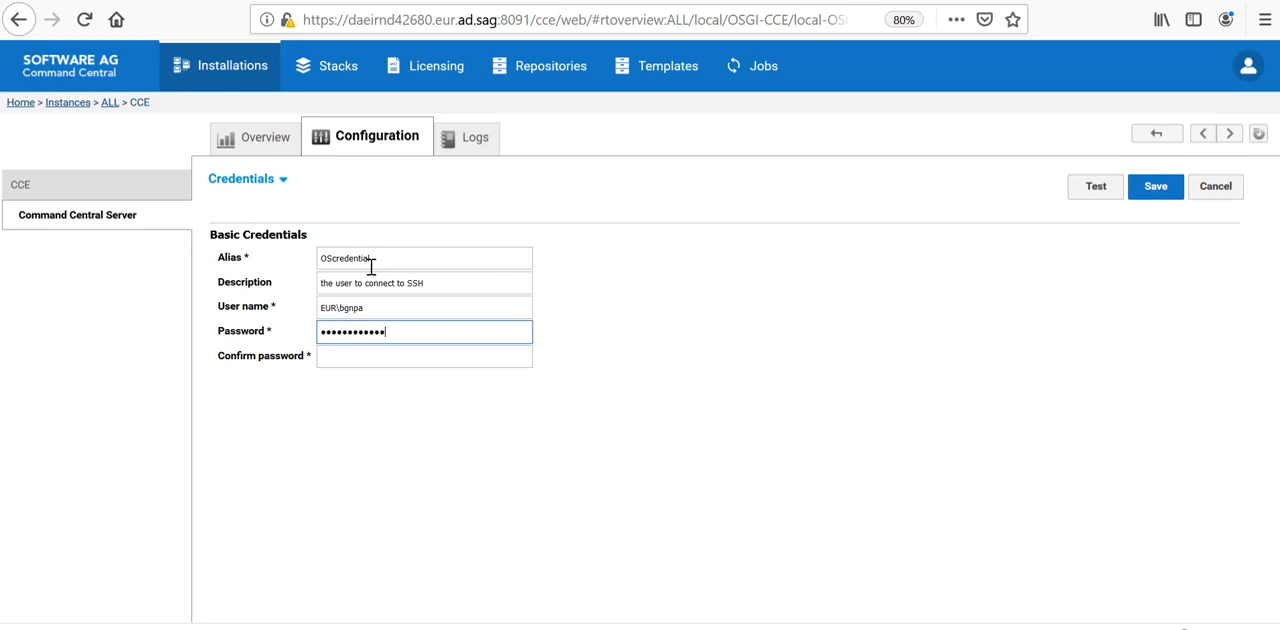 https://daeirnd42680.eur.ad.sag:8091/cce/web/#rtoverview:ALL/local/OSGI-CCE/local-OS
80%
SOFTWARE AG
Command Central
Installations
Stacks
Licensing
Repositories
Templates
Jobs
Home > Instances > ALL > CCE
Overview
Configuration
Logs
CCE
Command Central Server
Credentials
Test
Save
Cancel
Basic Credentials
Alias * OScredential
Description the user to connect to SSH
User name * EUR\bgnpa
Password * ••••••••••••
Confirm password *